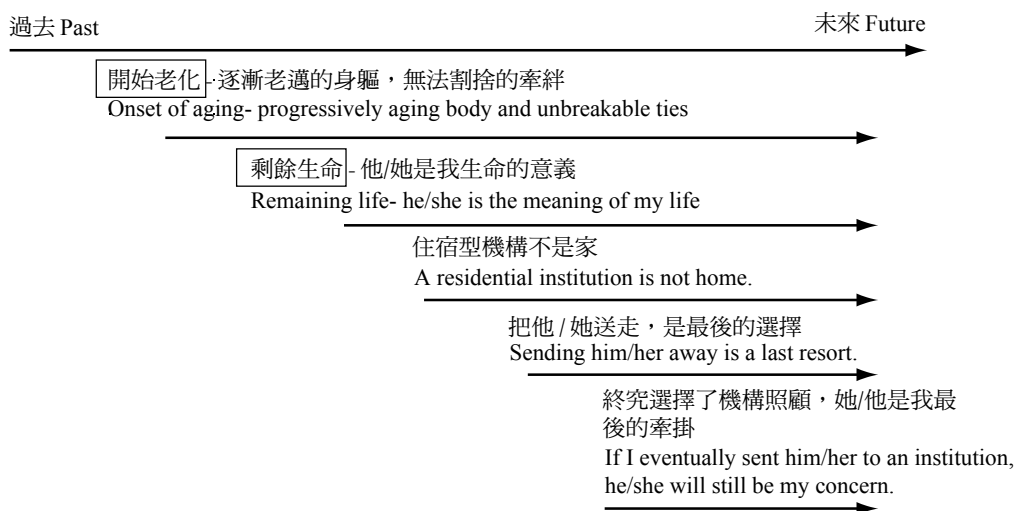 過去 Past
未來 Future
開始老化 - 逐漸老邁的身軀，無法割捨的牽絆
Onset of aging- progressively aging body and unbreakable ties
剩餘生命 - 他/她是我生命的意義
Remaining life- he/she is the meaning of my life
住宿型機構不是家
A residential institution is not home.
把他 / 她送走，是最後的選擇
Sending him/her away is a last resort.
終究選擇了機構照顧，她/他是我最
後的牽掛
If I eventually sent him/her to an institution,
he/she will still be my concern.